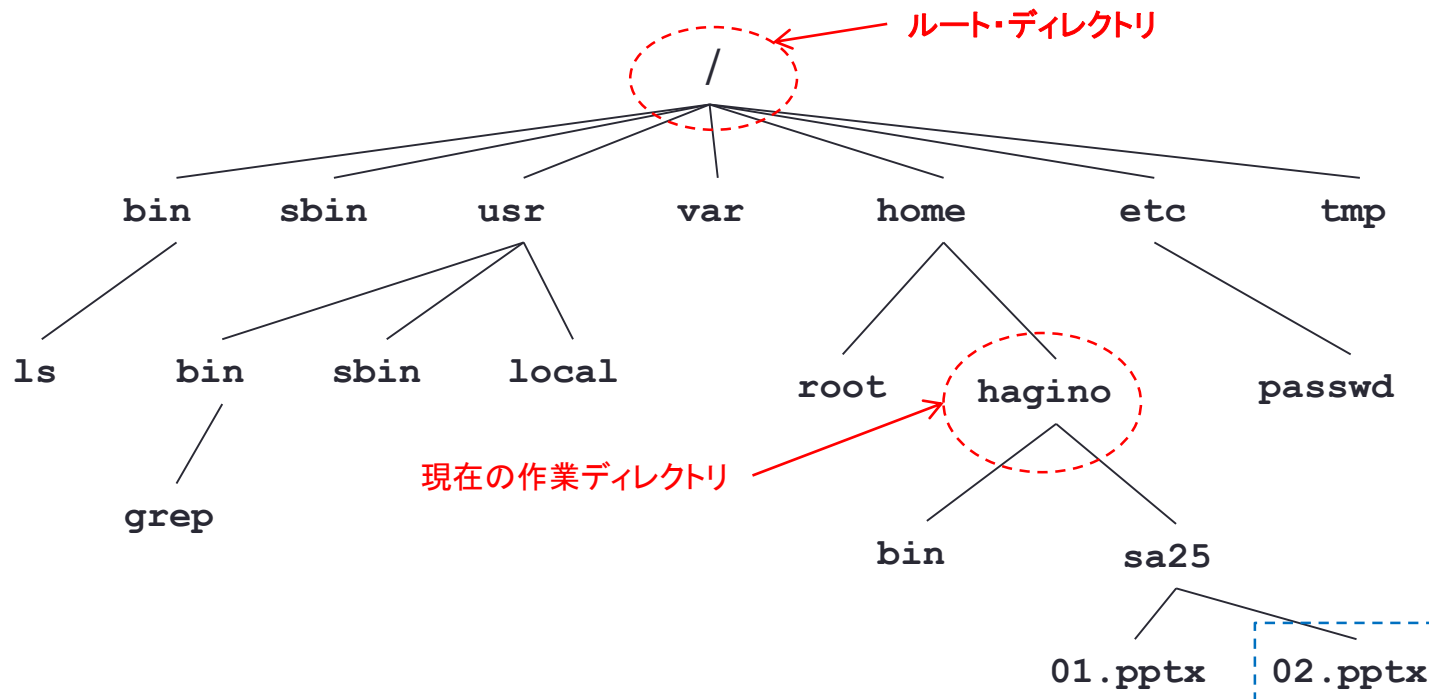 ルート・ディレクトリ
/
bin sbin usr var home etc tmp
ls bin sbin local root hagino passwd
現在の作業ディレクトリ
grep bin sa25
01.pptx 02.pptx